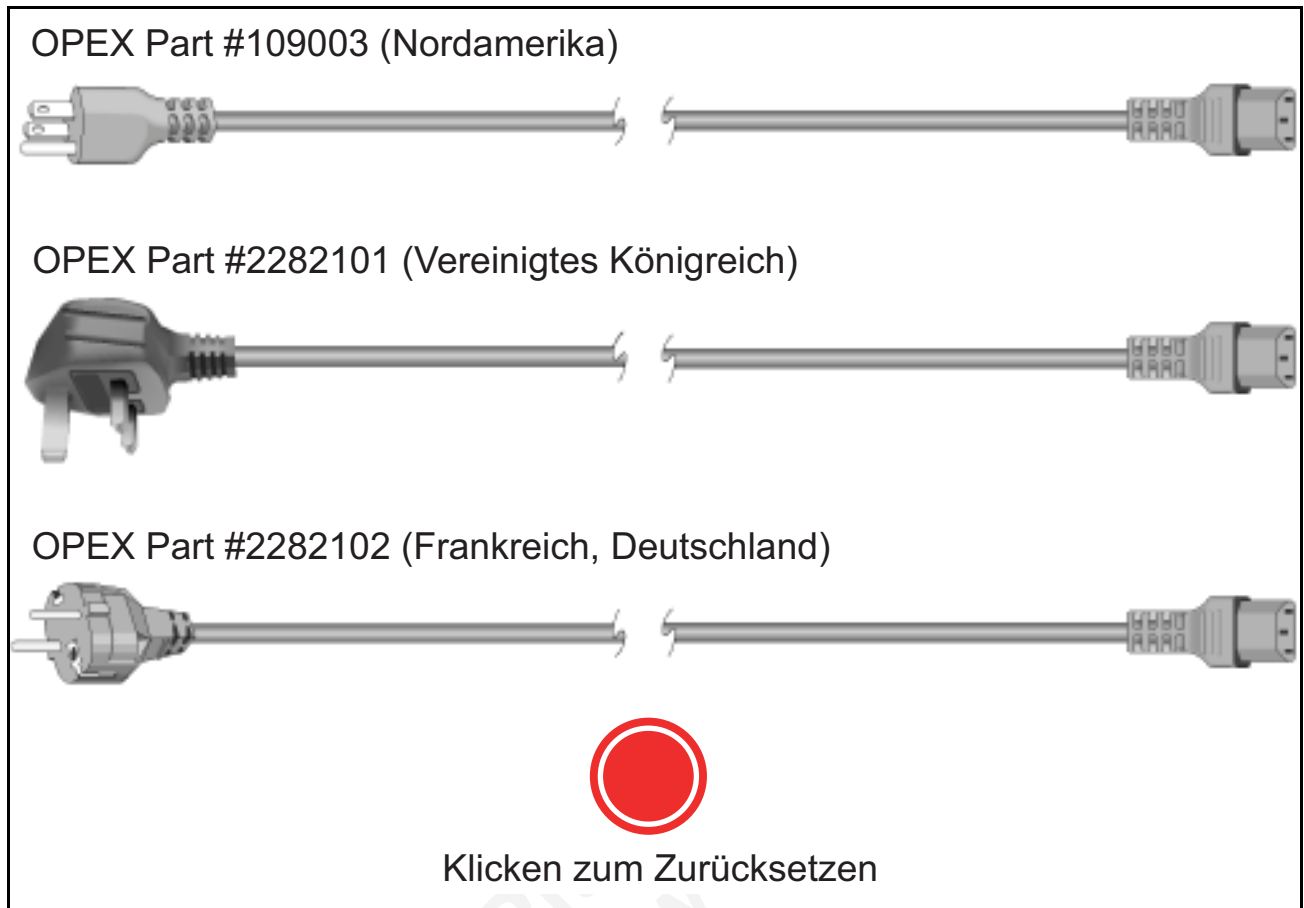 OPEX Part #109003 (Nordamerika)
OPEX Part #2282101 (Vereinigtes Königreich)
OPEX Part #2282102 (Frankreich, Deutschland)
Klicken zum Zurücksetzen